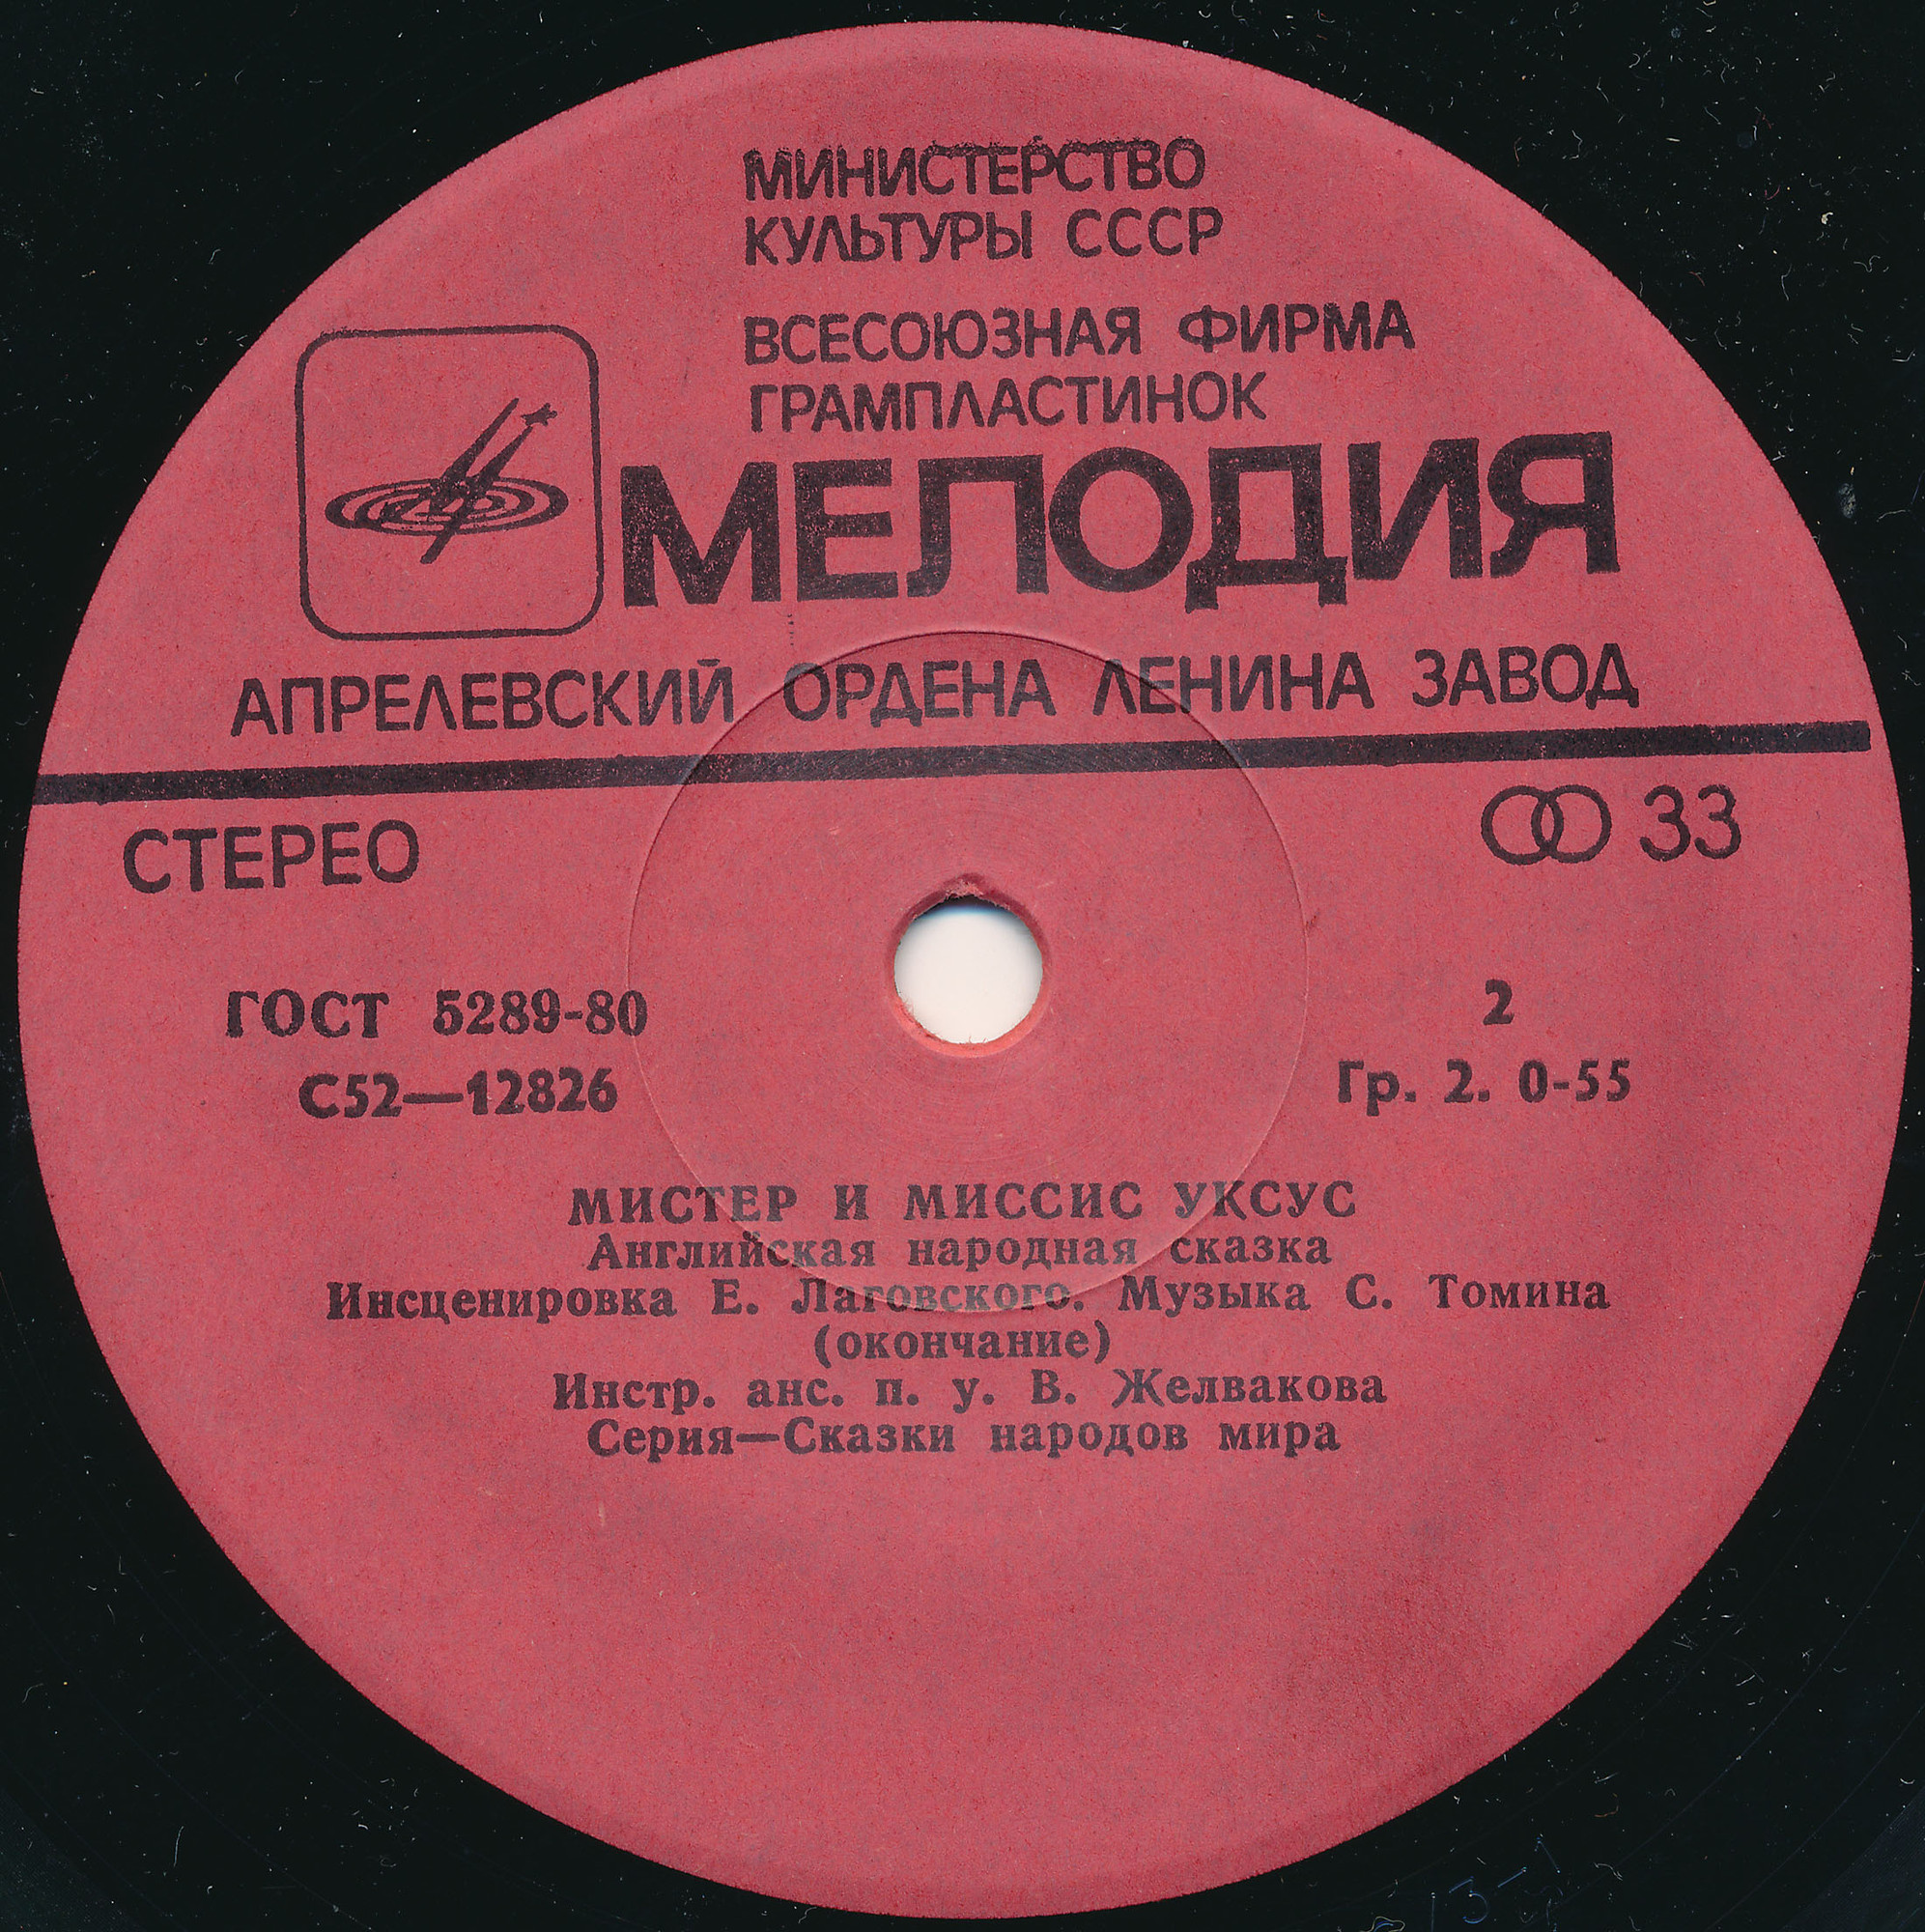 МИНИСТЕРСТВО
КУЛЬТУРЫ СССР
ВСЕСОЮЗНАЯ ФИРМА
ГРАМПЛАСТИНОК
МЕЛОДИЯ
АПРЕЛЕВСКИЙ ОРДЕНА ЛЕНИНА ЗАВОД
СТЕРЕО 33
ГОСТ 5289-80 2
С52—12826 Гр. 2. 0-55
МИСТЕР И МИССИС УКСУС
Английская народная сказка
Инсценировка Е. Лаговского. Музыка С. Томина
(окончание)
Инстр. анс. п. у. В. Желвакова
Серия—Сказки народов мира